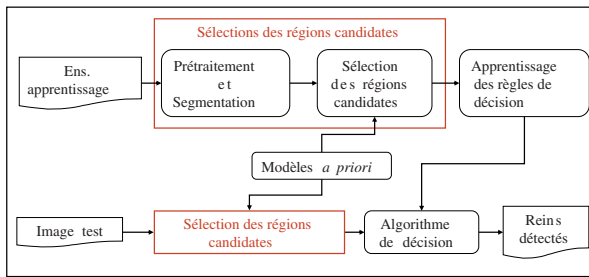 Sélections des régions candidates
Ens.
apprentissage
Prétraitement
et
Segmentation
Sélection
des régions
candidates
Apprentissage
des règles de
décision
Modèles a priori
Image test
Sélection des régions
candidates
Algorithme
de décision
Reins
détectés